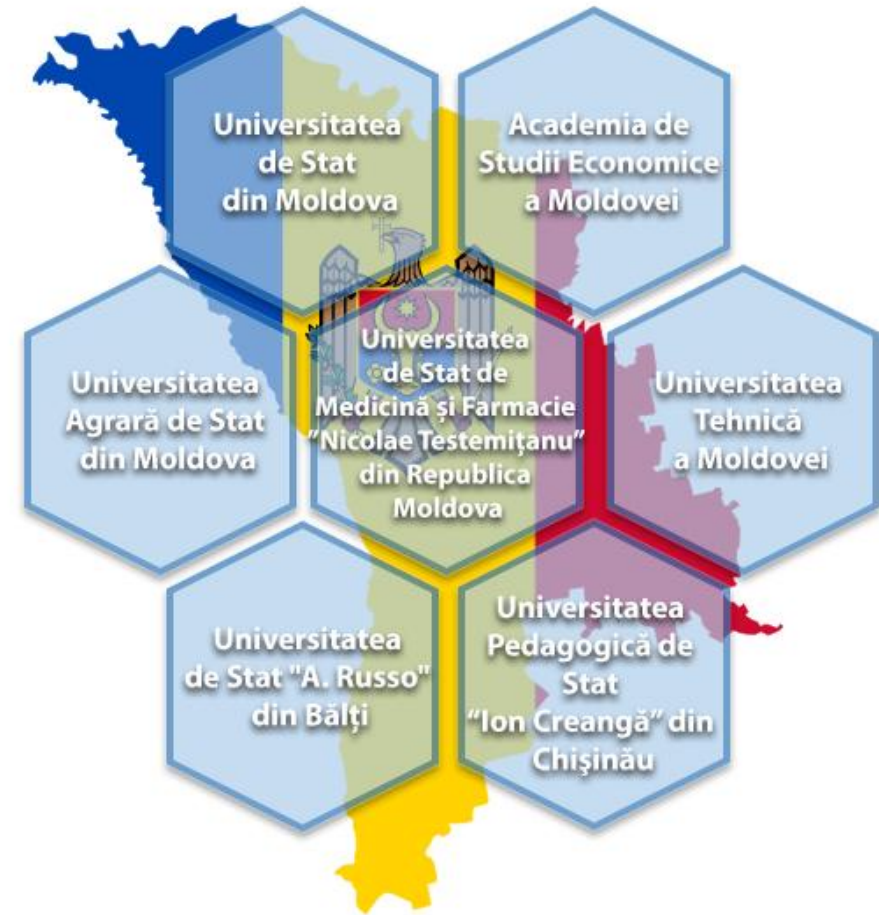 Universitatea
de Stat
din Moldova
Academia de
Studii Economice
a Moldovei
Universitatea
Agrară de Stat
din Moldova
Universitatea
de Stat de
Medicină și Farmacie
”Nicolae Testemițanu”
din Republica
Moldova
Universitatea
Tehnică
a Moldovei
Universitatea
de Stat "A. Russo"
din Bălți
Universitatea
Pedagogică de
Stat
“Ion Creangă” din
Chişinău